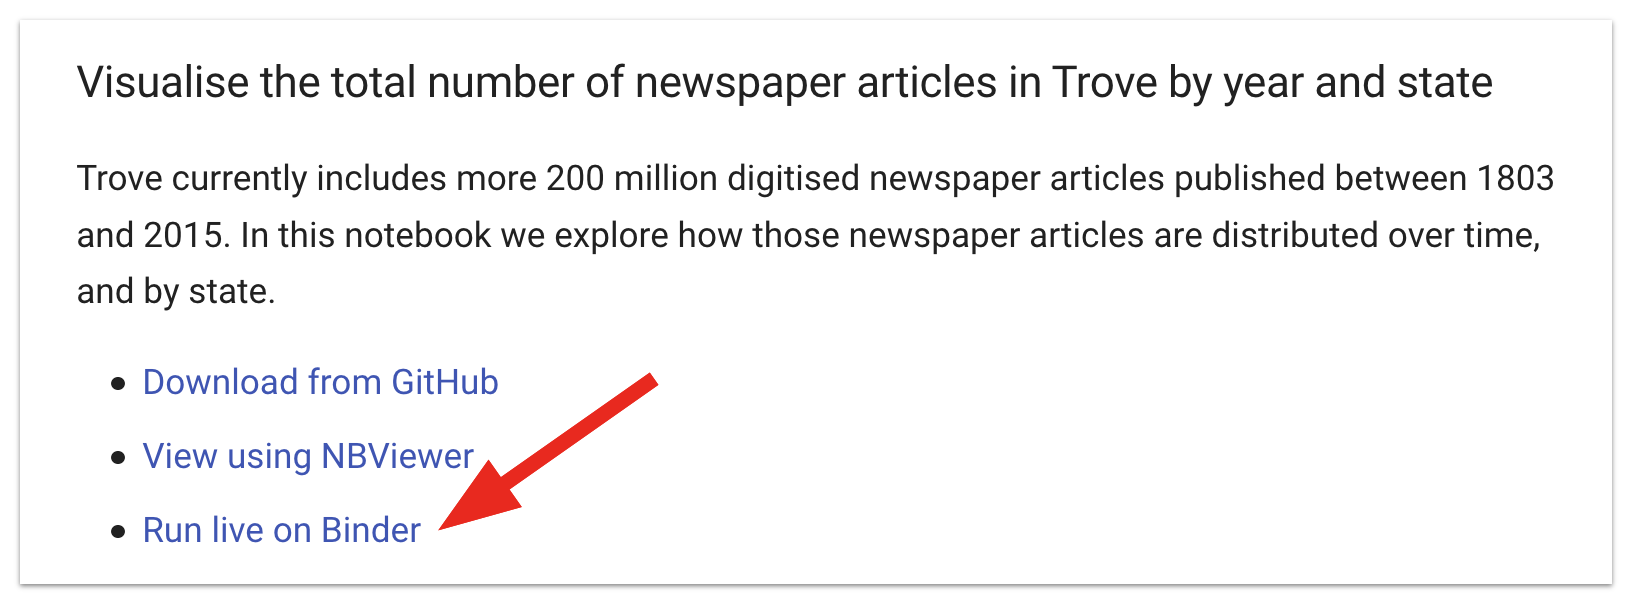 Visualise the total number of newspaper articles in Trove by year and state
Trove currently includes more 200 million digitised newspaper articles published between 1803
and 2015. In this notebook we explore how those newspaper articles are distributed over time,
and by state.
• Download from GitHub
• View using NBViewer
• Run live on Binder